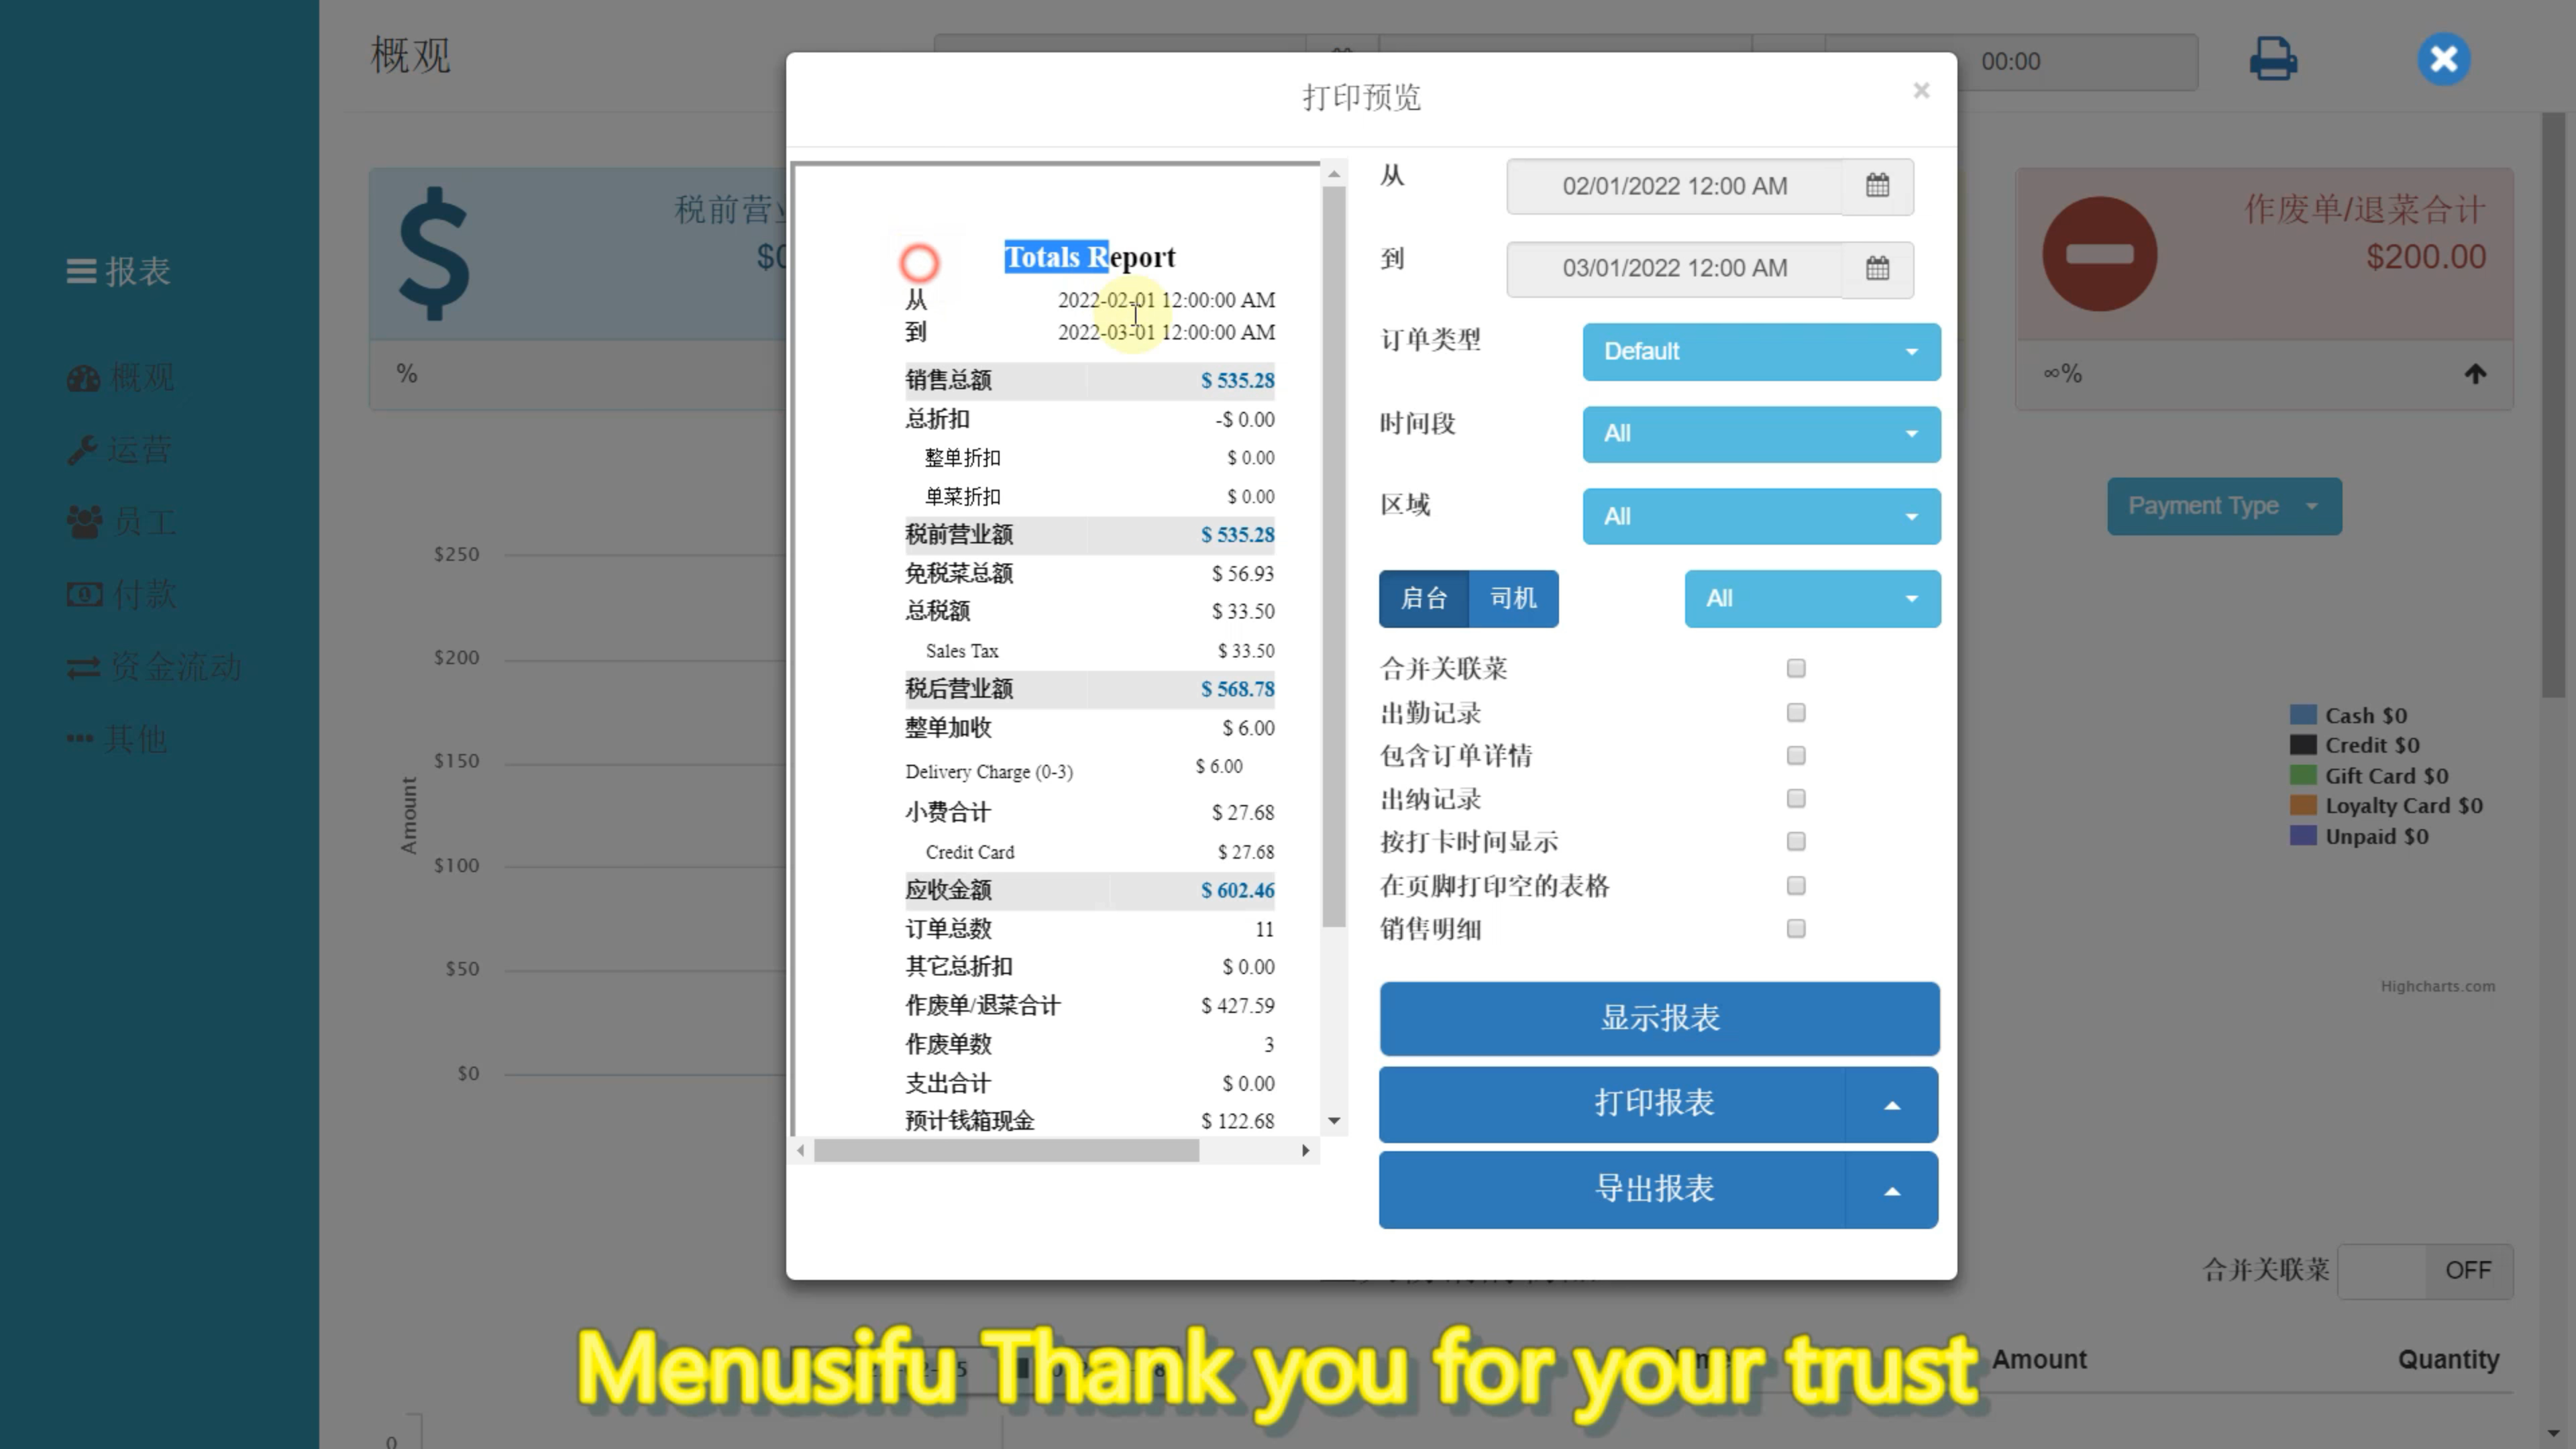 概观
00:00
打印预览
×
报表
概观
运营
员工
付款
资金流动
其他
税前营
%
作废单/退菜合计
$200.00
∞%
Payment Type
$250
$200
$150
$100
$50
$0
Amount
Totals Report
从 2022-02-01 12:00:00 AM
到 2022-03-01 12:00:00 AM
销售总额 $ 535.28
总折扣 -$ 0.00
整单折扣 $ 0.00
单菜折扣 $ 0.00
税前营业额 $ 535.28
免税菜总额 $ 56.93
总税额 $ 33.50
Sales Tax $ 33.50
税后营业额 $ 568.78
整单加收 $ 6.00
Delivery Charge (0-3) $ 6.00
小费合计 $ 27.68
Credit Card $ 27.68
应收金额 $ 602.46
订单总数 11
其它总折扣 $ 0.00
作废单/退菜合计 $ 427.59
作废单数 3
支出合计 $ 0.00
预计钱箱现金 $ 122.68
从 02/01/2022 12:00 AM
到 03/01/2022 12:00 AM
订单类型 Default
时间段 All
区域 All
启台 司机 All
合并关联菜
出勤记录
包含订单详情
出纳记录
按打卡时间显示
在页脚打印空的表格
销售明细
显示报表
打印报表
导出报表
Cash $0
Credit $0
Gift Card $0
Loyalty Card $0
Unpaid $0
Highcharts.com
合并关联菜 OFF
Amount Quantity
Menusifu Thank you for your trust
0